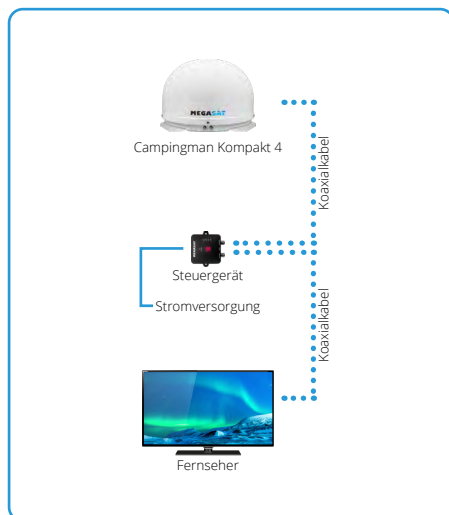 MEGASAT
Campingman Kompakt 4
Koaxialkabel
Steuergerät
Stromversorgung
Koaxialkabel
Fernseher